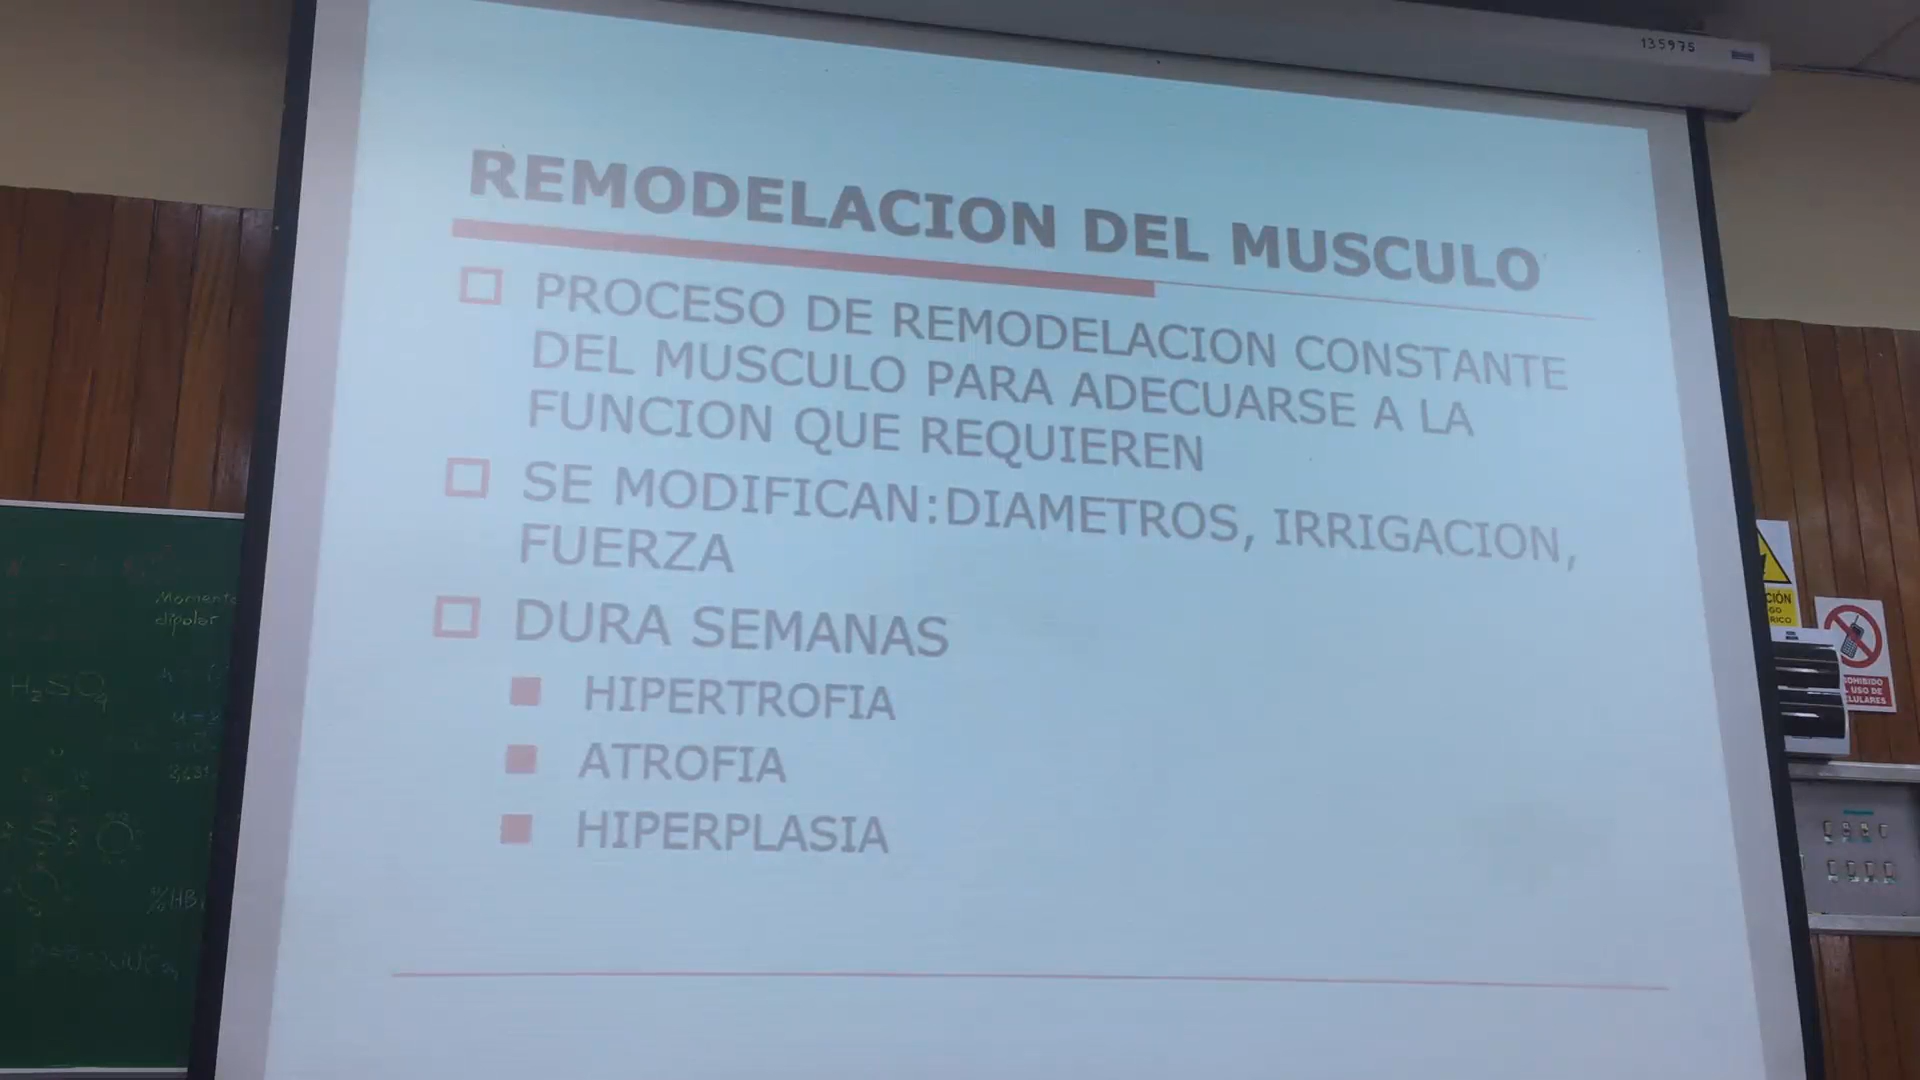 135975
REMODELACION DEL MUSCULO
PROCESO DE REMODELACION CONSTANTE
DEL MUSCULO PARA ADECUARSE A LA
FUNCION QUE REQUIEREN
SE MODIFICAN:DIAMETROS, IRRIGACION,
FUERZA
DURA SEMANAS
HIPERTROFIA
ATROFIA
HIPERPLASIA
Momento
dipolar
H₂SO₄